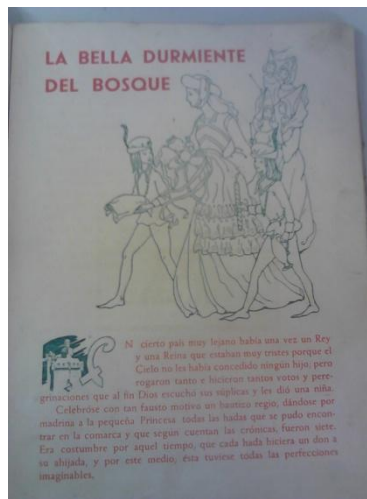 LA BELLA DURMIENTE
DEL BOSQUE
EN cierto país muy lejano había una vez un Rey
y una Reina que estaban muy tristes porque el
Cielo no les había concedido ningún hijo, pero
rogaron tanto e hicieron tantos votos y pere-
grinaciones que al fin Dios escuchó sus súplicas y les dió una niña.
Celebróse con tan fausto motivo un bautizo regio, dándose por
madrina a la pequeña Princesa todas las hadas que se pudo encon-
trar en la comarca y que según cuentan las crónicas, fueron siete.
Era costumbre por aquel tiempo, que cada hada hiciera un don a
su ahijada, y por este medio, ésta tuviese todas las perfecciones
imaginables.